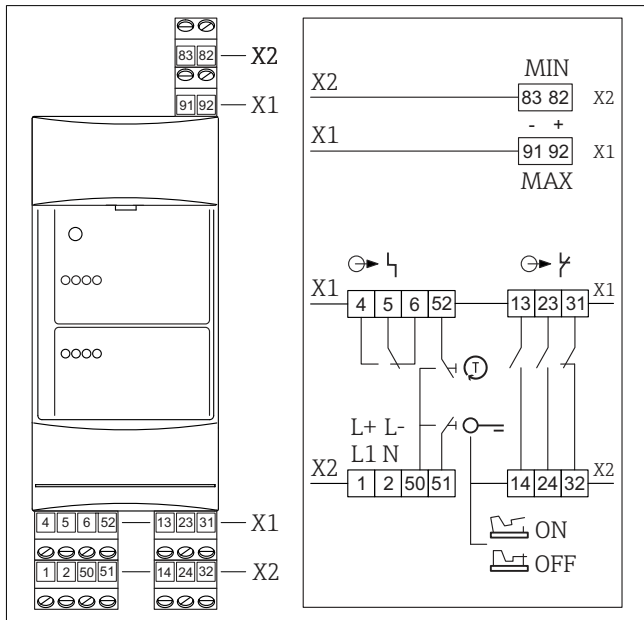 83 82 X2
91 92 X1
4 5 6 52 13 23 31 X1
1 2 50 51 14 24 32 X2
MIN
X2 83 82 X2
- +
X1 91 92 X1
MAX
X1 4 5 6 52 13 23 31 X1
T
L+ L-
L1 N
X2 1 2 50 51 14 24 32 X2
ON
OFF